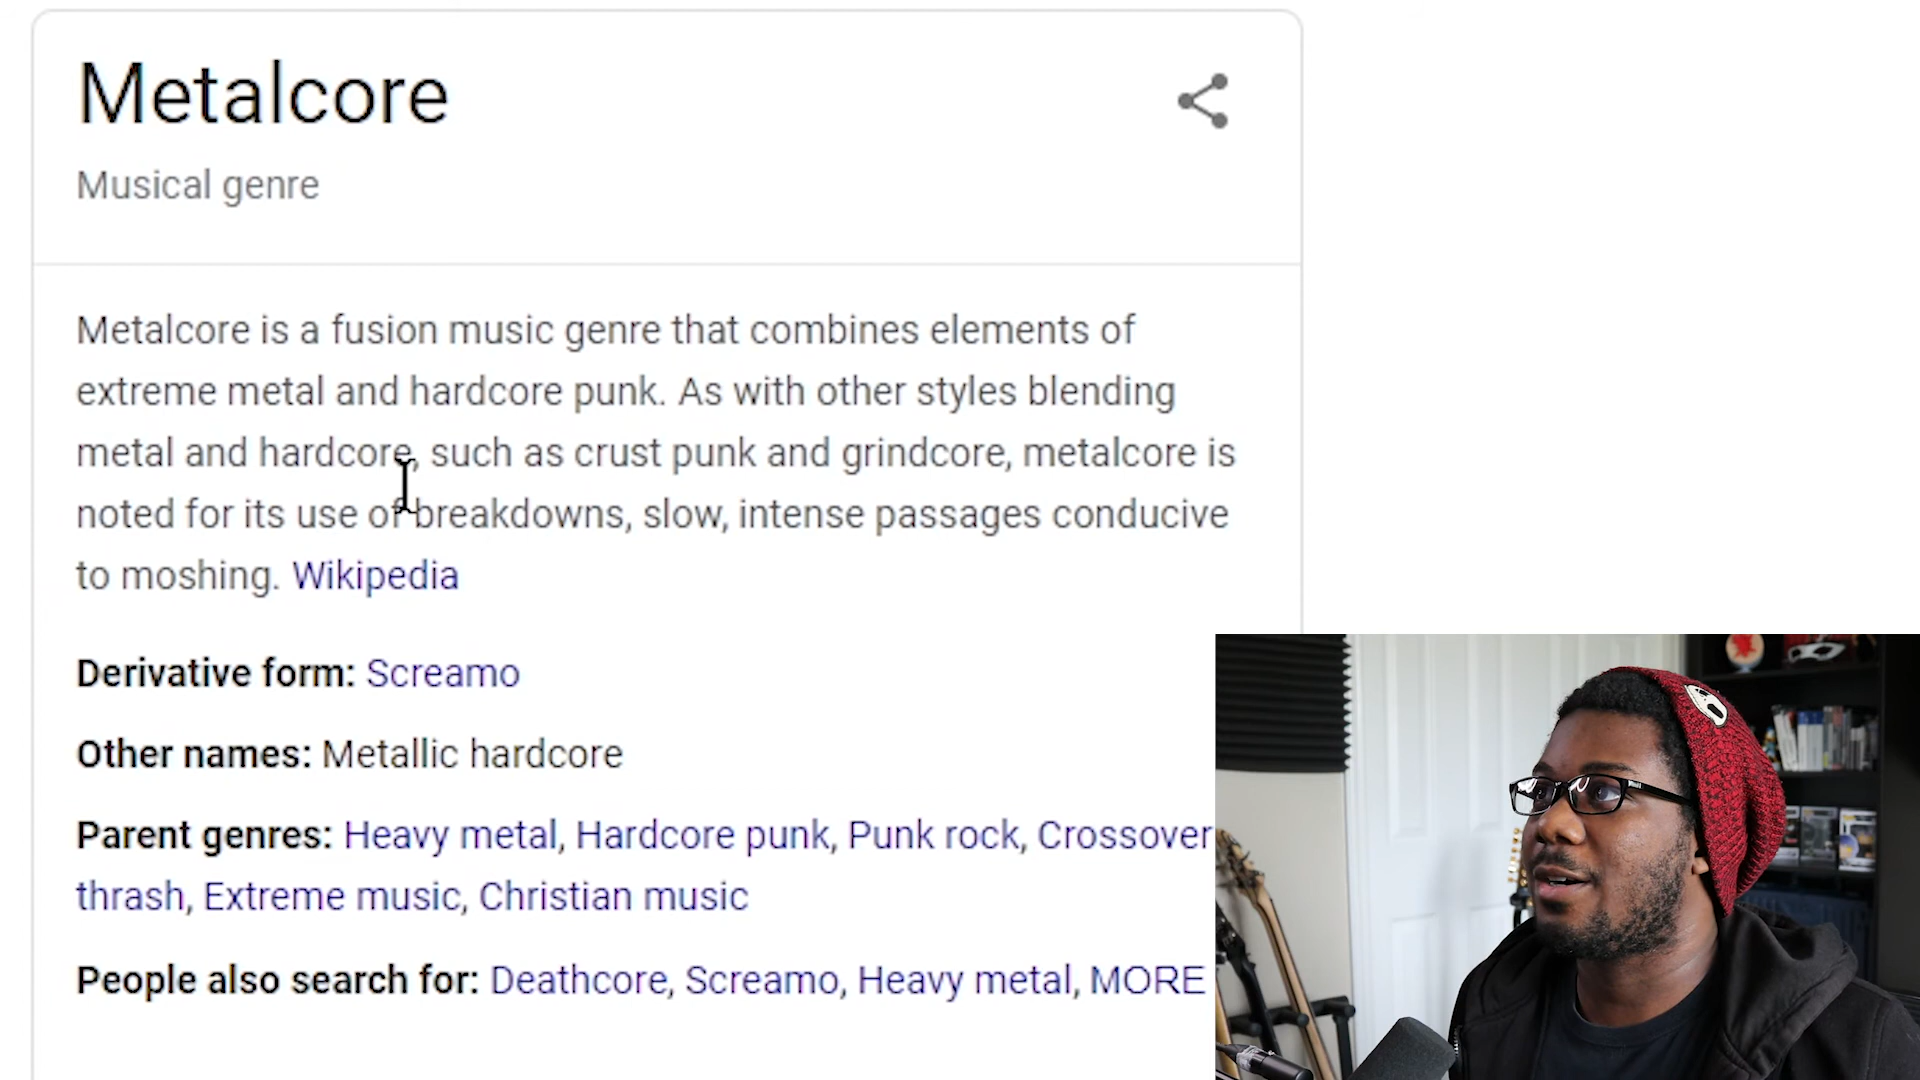 Metalcore
Musical genre
Metalcore is a fusion music genre that combines elements of
extreme metal and hardcore punk. As with other styles blending
metal and hardcore, such as crust punk and grindcore, metalcore is
noted for its use of breakdowns, slow, intense passages conducive
to moshing. Wikipedia
Derivative form: Screamo
Other names: Metallic hardcore
Parent genres: Heavy metal, Hardcore punk, Punk rock, Crossover
thrash, Extreme music, Christian music
People also search for: Deathcore, Screamo, Heavy metal, MORE